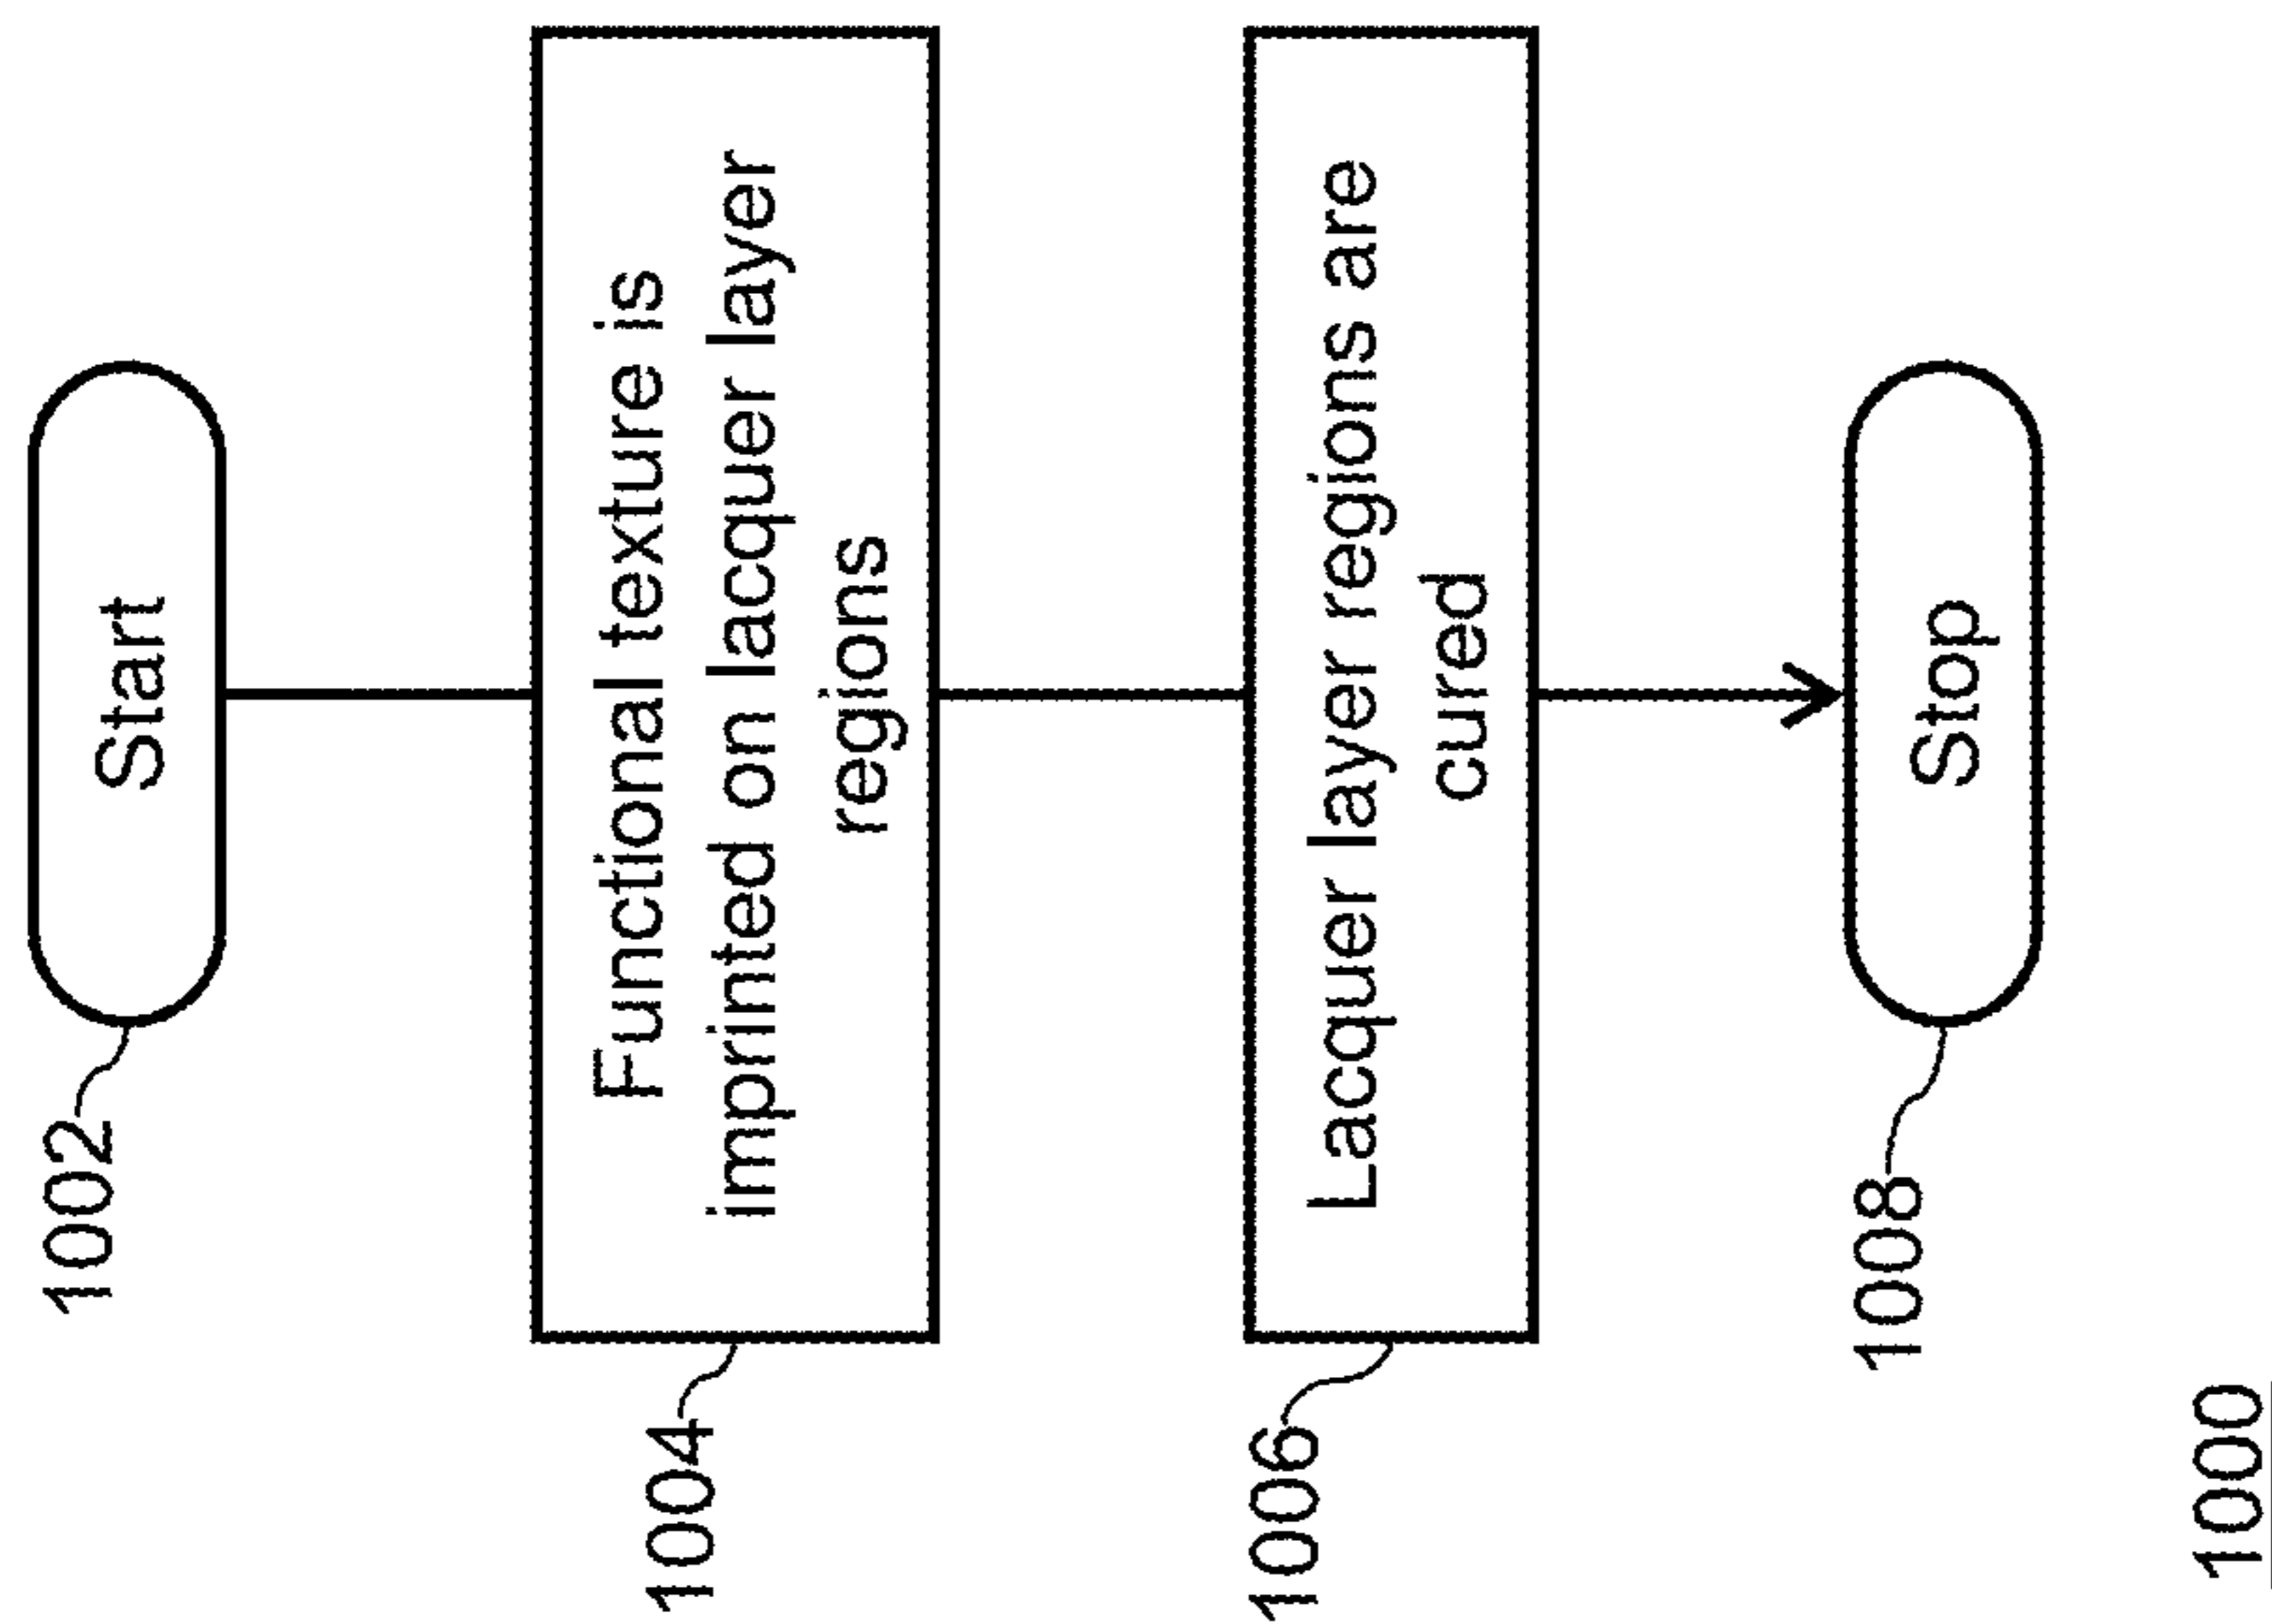 1002
Start
1004
Functional texture is
imprinted on lacquer layer
regions
1006
Lacquer layer regions are
cured
1008
Stop
1000